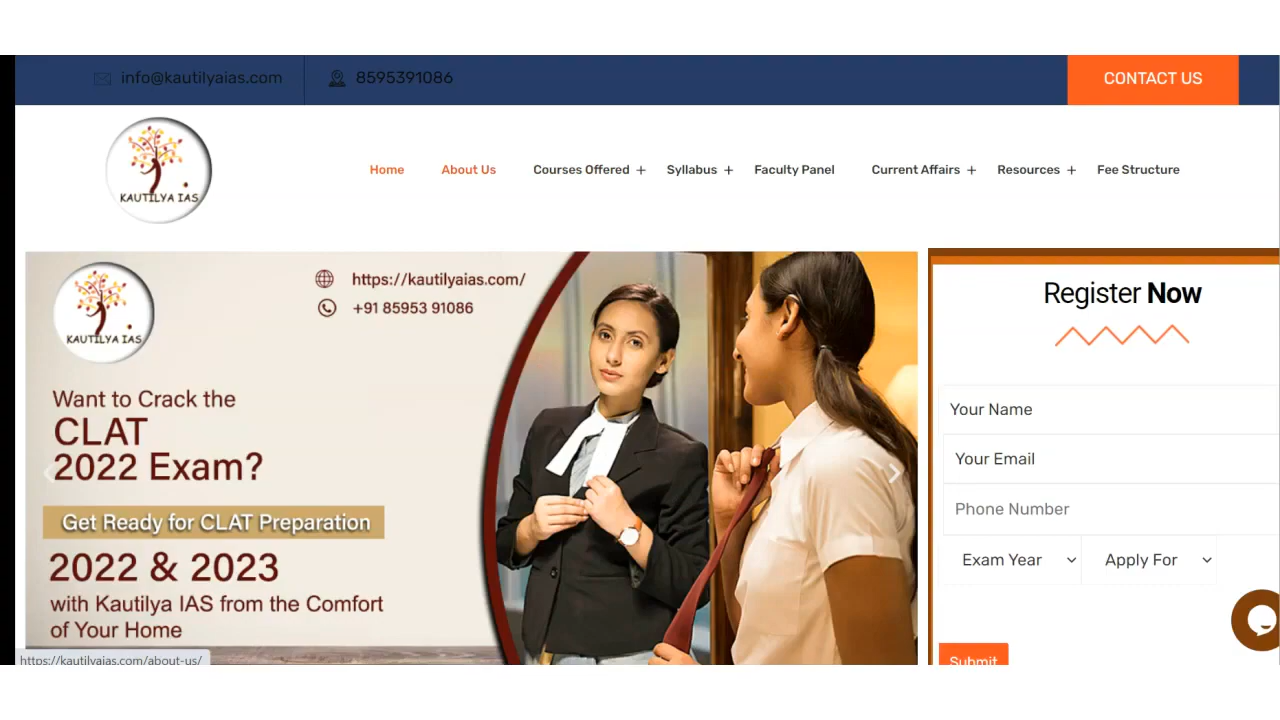 info@kautilyaias.com
8595391086
CONTACT US
KAUTILYA IAS
Home
About Us
Courses Offered +
Syllabus +
Faculty Panel
Current Affairs +
Resources +
Fee Structure
KAUTILYA IAS
https://kautilyaias.com/
+91 85953 91086
Want to Crack the
CLAT
2022 Exam?
Get Ready for CLAT Preparation
2022 & 2023
with Kautilya IAS from the Comfort
of Your Home
Register Now
Your Name
Your Email
Phone Number
Exam Year
Apply For
Submit
https://kautilyaias.com/about-us/